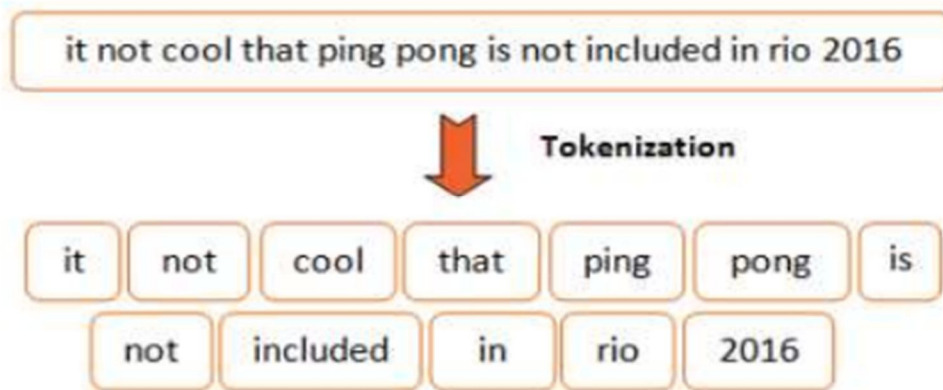 it not cool that ping pong is not included in rio 2016
Tokenization
it not cool that ping pong is
not included in rio 2016